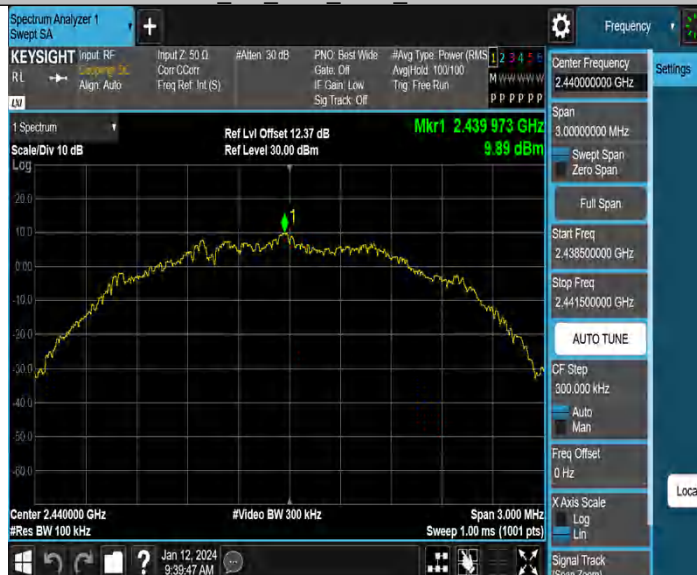 Spectrum Analyzer 1
Swept SA
+
Frequency
KEYSIGHT
Input: RF
Align: Auto
RL
LXI
Input Z: 50 Ω
Corr CCorr
Freq Ref: Int (S)
#Atten: 30 dB
PNO: Best Wide
Gate: Off
IF Gain: Low
Sig Track: Off
#Avg Type: Power (RMS
Avg|Hold: 100/100
Trig: Free Run
1 2 3 4 5 6
M W W W W W
P P P P P P
1 Spectrum
Scale/Div 10 dB
Log
Ref Lvl Offset 12.37 dB
Ref Level 30.00 dBm
Mkr1 2.439 973 GHz
9.89 dBm
1
20.0
10.0
0.00
-10.0
-20.0
-30.0
-40.0
-50.0
-60.0
Center 2.440000 GHz
#Res BW 100 kHz
#Video BW 300 kHz
Span 3.000 MHz
Sweep 1.00 ms (1001 pts)
Center Frequency
2.440000000 GHz
Settings
Span
3.00000000 MHz
Swept Span
Zero Span
Full Span
Start Freq
2.438500000 GHz
Stop Freq
2.441500000 GHz
AUTO TUNE
CF Step
300.000 kHz
Auto
Man
Freq Offset
0 Hz
X Axis Scale
Log
Lin
Loca
Signal Track
(Span Zoom)
?
Jan 12, 2024
9:39:47 AM